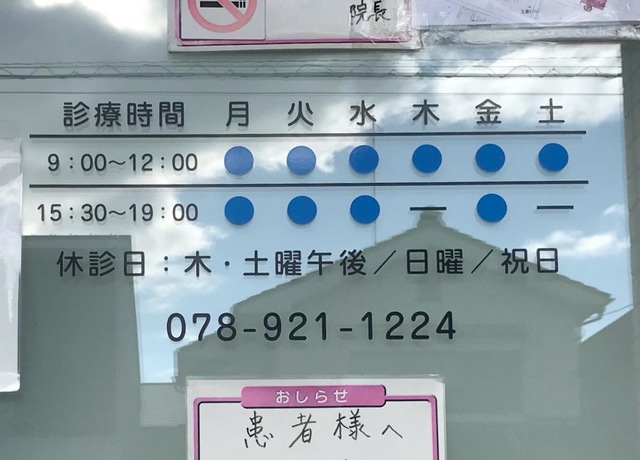 院長
診療時間 月 火 水 木 金 土
9:00〜12:00 ● ● ● ● ● ●
15:30〜19:00 ● ● ● — ● —
休診日:木・土曜午後/日曜/祝日
078-921-1224
おしらせ
患者様へ